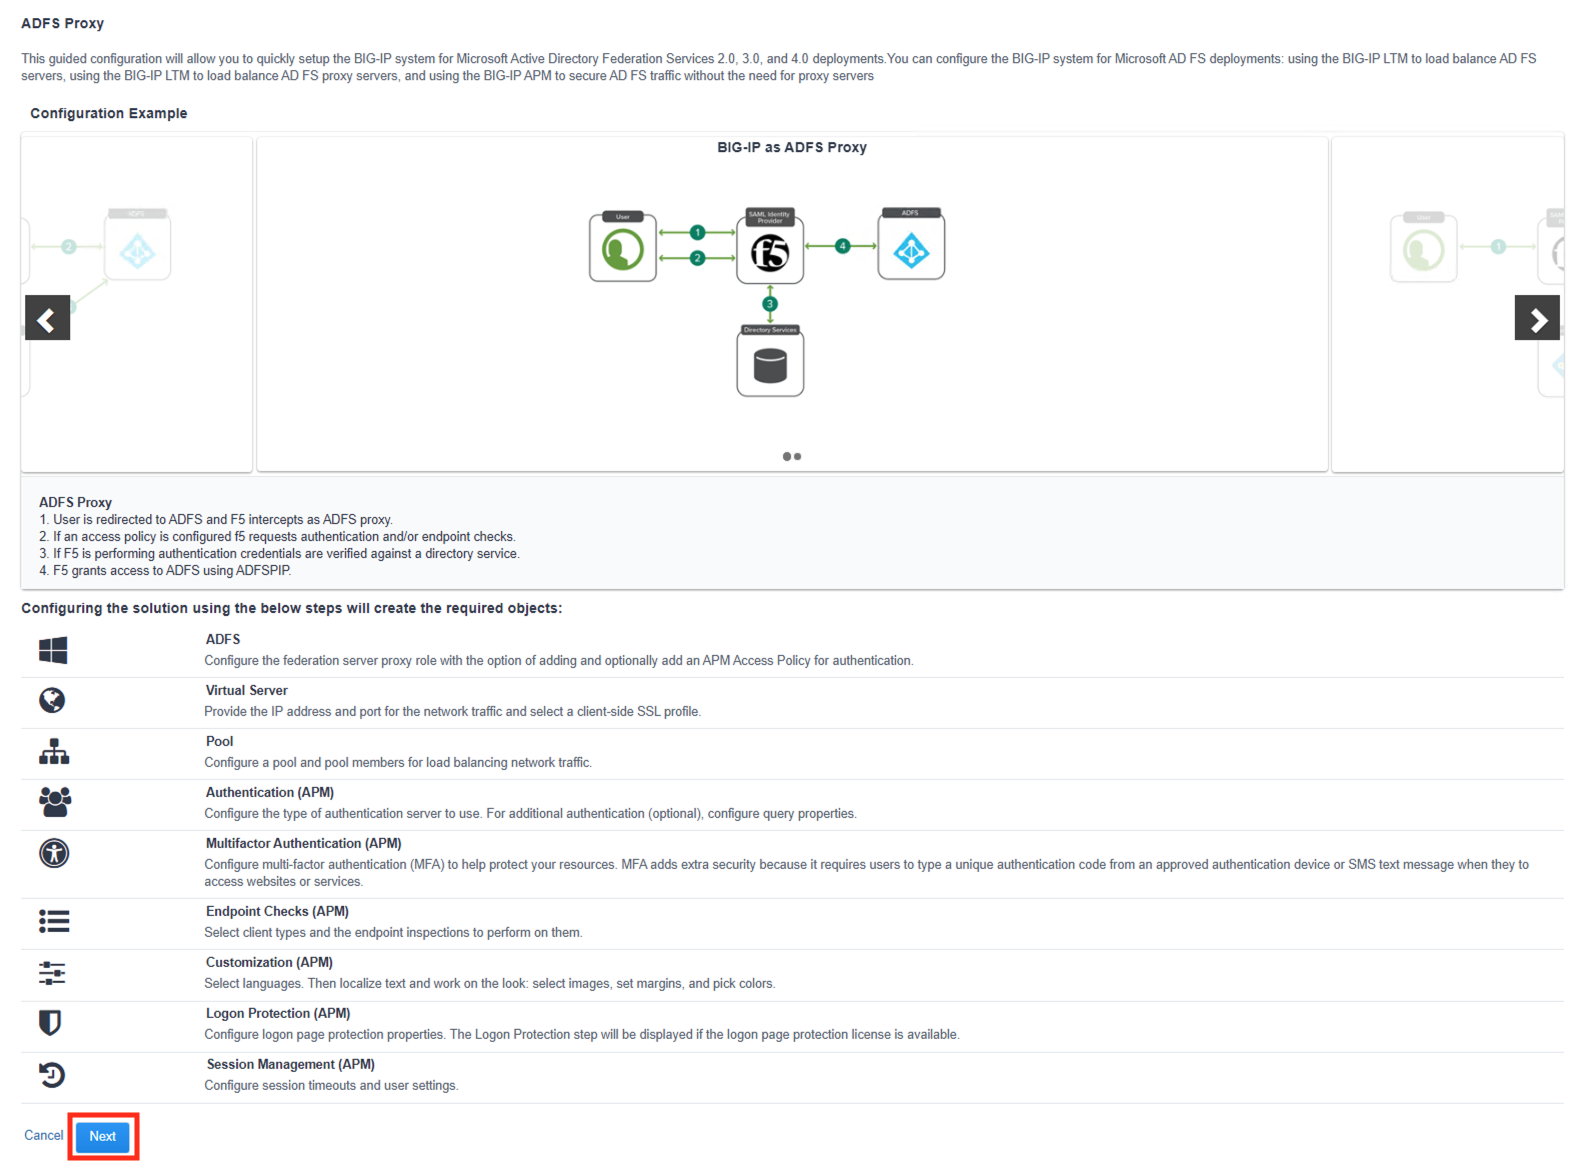 ADFS Proxy
This guided configuration will allow you to quickly setup the BIG-IP system for Microsoft Active Directory Federation Services 2.0, 3.0, and 4.0 deployments.You can configure the BIG-IP system for Microsoft AD FS deployments: using the BIG-IP LTM to load balance AD FS
servers, using the BIG-IP LTM to load balance AD FS proxy servers, and using the BIG-IP APM to secure AD FS traffic without the need for proxy servers
Configuration Example
BIG-IP as ADFS Proxy
ADFS
2
User
1
2
SAML Identity
Provider
f5
4
ADFS
3
Directory Services
User
1
SAM
ADFS Proxy
1. User is redirected to ADFS and F5 intercepts as ADFS proxy.
2. If an access policy is configured f5 requests authentication and/or endpoint checks.
3. If F5 is performing authentication credentials are verified against a directory service.
4. F5 grants access to ADFS using ADFSPIP.
Configuring the solution using the below steps will create the required objects:
ADFS
Configure the federation server proxy role with the option of adding and optionally add an APM Access Policy for authentication.
Virtual Server
Provide the IP address and port for the network traffic and select a client-side SSL profile.
Pool
Configure a pool and pool members for load balancing network traffic.
Authentication (APM)
Configure the type of authentication server to use. For additional authentication (optional), configure query properties.
Multifactor Authentication (APM)
Configure multi-factor authentication (MFA) to help protect your resources. MFA adds extra security because it requires users to type a unique authentication code from an approved authentication device or SMS text message when they to
access websites or services.
Endpoint Checks (APM)
Select client types and the endpoint inspections to perform on them.
Customization (APM)
Select languages. Then localize text and work on the look: select images, set margins, and pick colors.
Logon Protection (APM)
Configure logon page protection properties. The Logon Protection step will be displayed if the logon page protection license is available.
Session Management (APM)
Configure session timeouts and user settings.
Cancel
Next